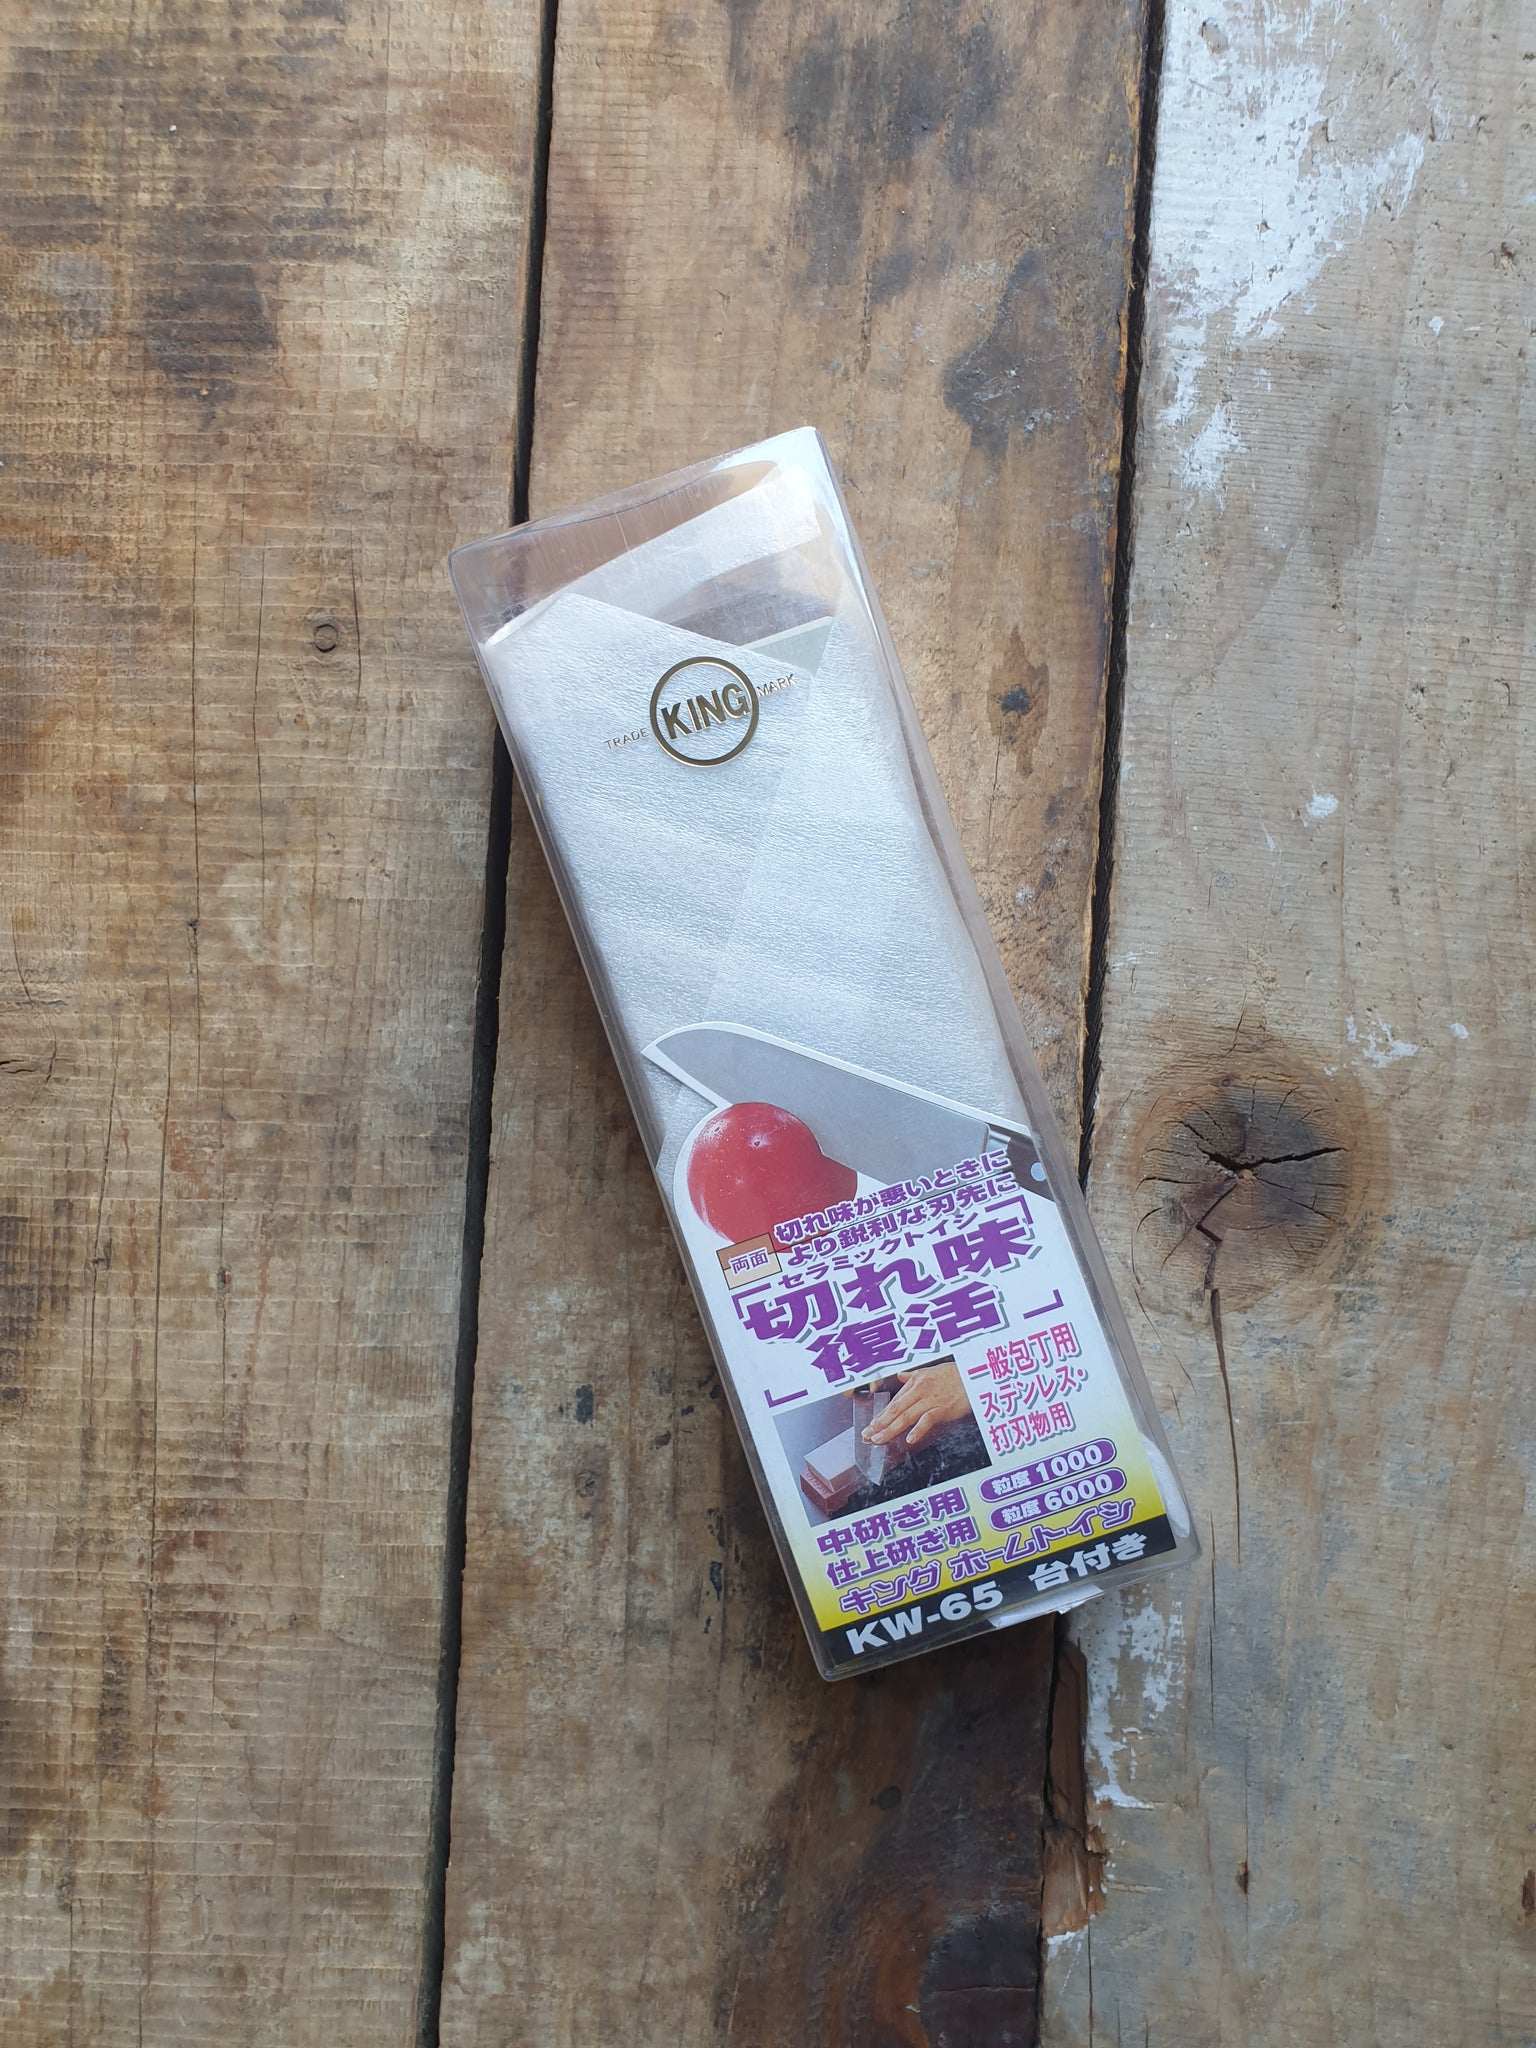 TRADE KING MARK
切れ味が悪いときに
より鋭利な刃先に
両面
セラミックトイシ
「切れ味
復活」
一般包丁用
ステンレス・
打刃物用
中研ぎ用 粒度1000
仕上研ぎ用 粒度6000
キング ホームトイシ
KW-65 台付き